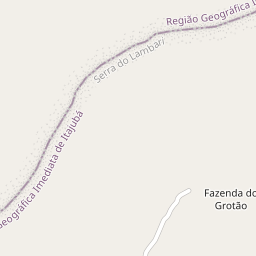 Região Geográfica
Serra do Lambari
Geográfica Imediata de Itajubá
Fazenda do
Grotão